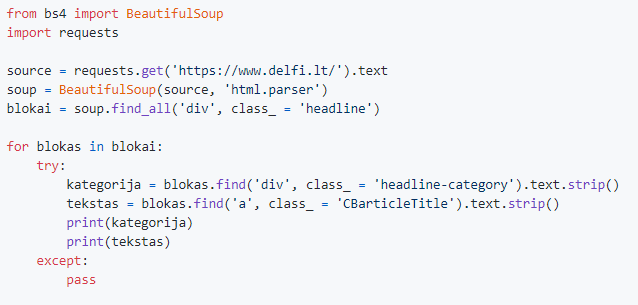 from bs4 import BeautifulSoup
import requests

source = requests.get('https://www.delfi.lt/').text
soup = BeautifulSoup(source, 'html.parser')
blokai = soup.find_all('div', class_ = 'headline')

for blokas in blokai:
    try:
        kategorija = blokas.find('div', class_ = 'headline-category').text.strip()
        tekstas = blokas.find('a', class_ = 'CBarticleTitle').text.strip()
        print(kategorija)
        print(tekstas)
    except:
        pass